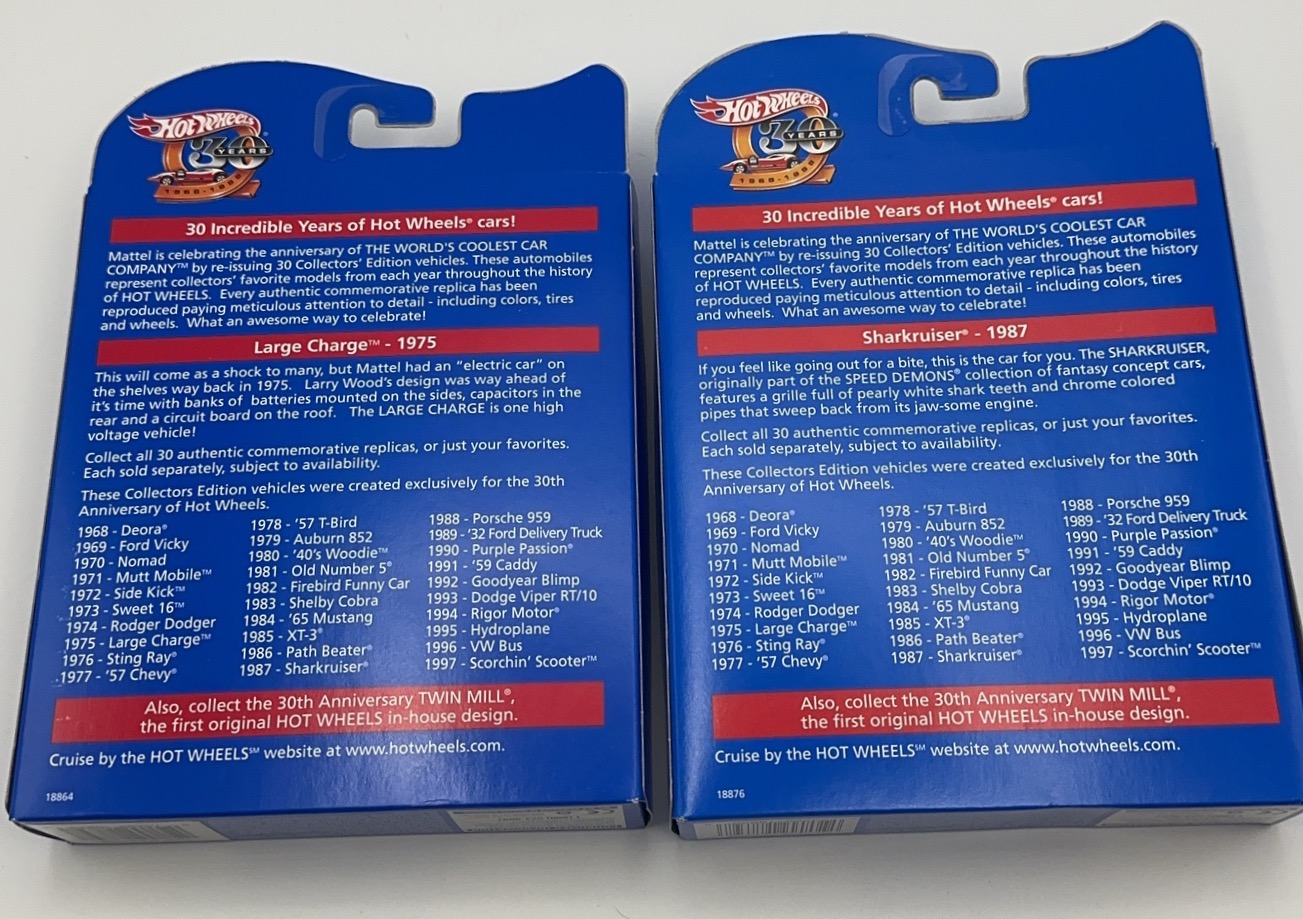 Hot Wheels®
30
YEARS
1968-1998
30 Incredible Years of Hot Wheels® cars!
Mattel is celebrating the anniversary of THE WORLD'S COOLEST CAR
COMPANY™ by re-issuing 30 Collectors' Edition vehicles. These automobiles
represent collectors' favorite models from each year throughout the history
of HOT WHEELS. Every authentic commemorative replica has been
reproduced paying meticulous attention to detail - including colors, tires
and wheels. What an awesome way to celebrate!
Large Charge™ - 1975
This will come as a shock to many, but Mattel had an “electric car” on
the shelves way back in 1975. Larry Wood's design was way ahead of
it's time with banks of batteries mounted on the sides, capacitors in the
rear and a circuit board on the roof. The LARGE CHARGE is one high
voltage vehicle!
Collect all 30 authentic commemorative replicas, or just your favorites.
Each sold separately, subject to availability.
These Collectors Edition vehicles were created exclusively for the 30th
Anniversary of Hot Wheels.
1968 - Deora®
1969 - Ford Vicky
1970 - Nomad
1971 - Mutt Mobile™
1972 - Side Kick™
1973 - Sweet 16™
1974 - Rodger Dodger
1975 - Large Charge™
1976 - Sting Ray®
1977 - '57 Chevy®
1978 - '57 T-Bird
1979 - Auburn 852
1980 - '40's Woodie™
1981 - Old Number 5®
1982 - Firebird Funny Car
1983 - Shelby Cobra
1984 - '65 Mustang
1985 - XT-3®
1986 - Path Beater®
1987 - Sharkruiser®
1988 - Porsche 959
1989 - '32 Ford Delivery Truck
1990 - Purple Passion®
1991 - '59 Caddy
1992 - Goodyear Blimp
1993 - Dodge Viper RT/10
1994 - Rigor Motor®
1995 - Hydroplane
1996 - VW Bus
1997 - Scorchin' Scooter™
Also, collect the 30th Anniversary TWIN MILL®,
the first original HOT WHEELS in-house design.
Cruise by the HOT WHEELS℠ website at www.hotwheels.com.
18864
Hot Wheels®
30
YEARS
1968-1998
30 Incredible Years of Hot Wheels® cars!
Mattel is celebrating the anniversary of THE WORLD'S COOLEST CAR
COMPANY™ by re-issuing 30 Collectors' Edition vehicles. These automobiles
represent collectors' favorite models from each year throughout the history
of HOT WHEELS. Every authentic commemorative replica has been
reproduced paying meticulous attention to detail - including colors, tires
and wheels. What an awesome way to celebrate!
Sharkruiser® - 1987
If you feel like going out for a bite, this is the car for you. The SHARKRUISER,
originally part of the SPEED DEMONS® collection of fantasy concept cars,
features a grille full of pearly white shark teeth and chrome colored
pipes that sweep back from its jaw-some engine.
Collect all 30 authentic commemorative replicas, or just your favorites.
Each sold separately, subject to availability.
These Collectors Edition vehicles were created exclusively for the 30th
Anniversary of Hot Wheels.
1968 - Deora®
1969 - Ford Vicky
1970 - Nomad
1971 - Mutt Mobile™
1972 - Side Kick™
1973 - Sweet 16™
1974 - Rodger Dodger
1975 - Large Charge™
1976 - Sting Ray®
1977 - '57 Chevy®
1978 - '57 T-Bird
1979 - Auburn 852
1980 - '40's Woodie™
1981 - Old Number 5®
1982 - Firebird Funny Car
1983 - Shelby Cobra
1984 - '65 Mustang
1985 - XT-3®
1986 - Path Beater®
1987 - Sharkruiser®
1988 - Porsche 959
1989 - '32 Ford Delivery Truck
1990 - Purple Passion®
1991 - '59 Caddy
1992 - Goodyear Blimp
1993 - Dodge Viper RT/10
1994 - Rigor Motor®
1995 - Hydroplane
1996 - VW Bus
1997 - Scorchin' Scooter™
Also, collect the 30th Anniversary TWIN MILL®,
the first original HOT WHEELS in-house design.
Cruise by the HOT WHEELS℠ website at www.hotwheels.com.
18876